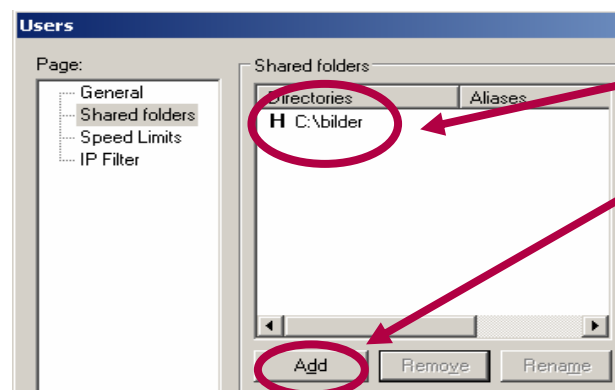 Users
Page:
General
Shared folders
Speed Limits
IP Filter
Shared folders
Directories Aliases
H C:\bilder
Add Remove Rename